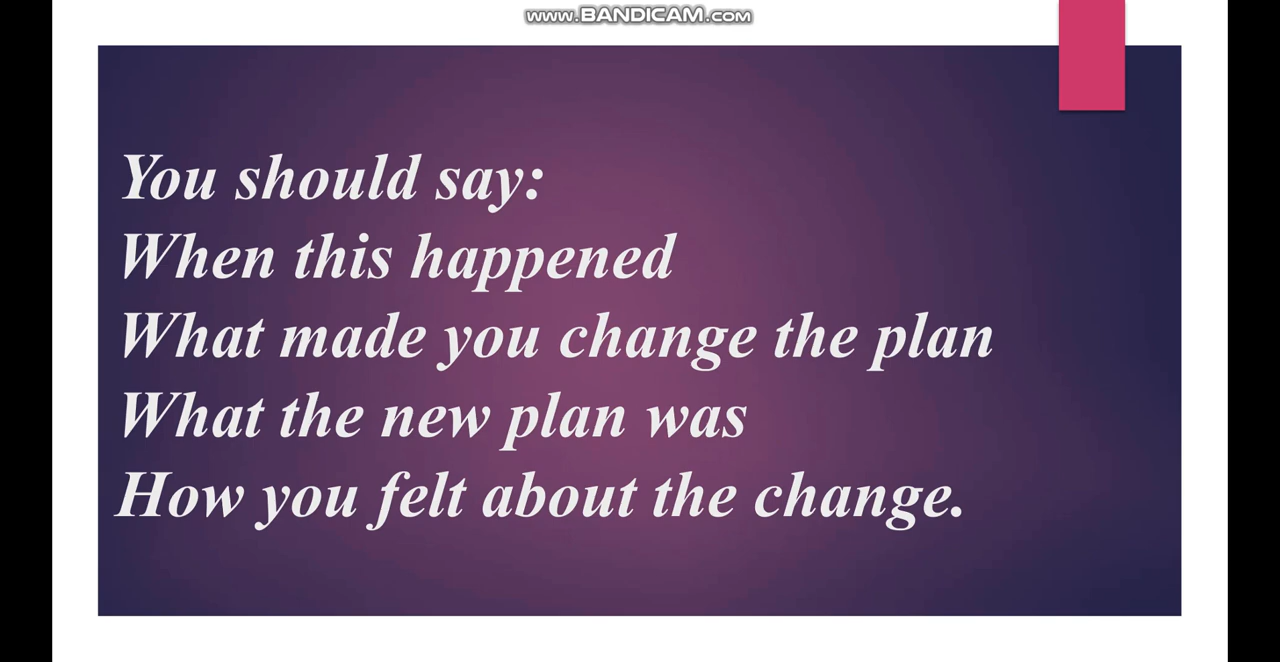 www.BANDICAM.com
You should say:
When this happened
What made you change the plan
What the new plan was
How you felt about the change.